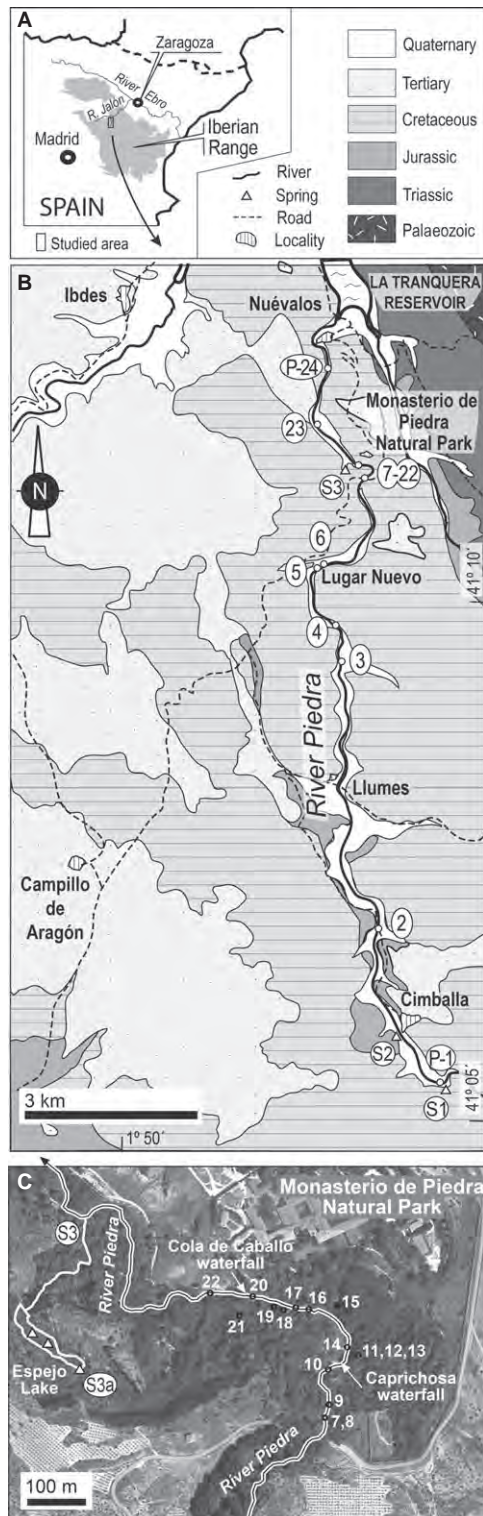 A
Zaragoza
River Ebro
R. Jalón
Madrid
Iberian
Range
SPAIN
Studied area
River
Spring
Road
Locality
Quaternary
Tertiary
Cretaceous
Jurassic
Triassic
Palaeozoic
B
Ibdes
Nuévalos
LA TRANQUERA
RESERVOIR
P-24
Monasterio de
Piedra
Natural Park
23
S3
7-22
N
6
5
Lugar Nuevo
41º 10'
4
3
River Piedra
Llumes
Campillo
de
Aragón
2
Cimballa
S2
P-1
S1
41º 05'
3 km
1º 50'
C
Monasterio de Piedra
Natural Park
S3
River Piedra
Cola de Caballo
waterfall
22
20
17
16
15
19
18
21
14
11,12,13
10
Caprichosa
waterfall
Espejo
Lake
S3a
9
7,8
River Piedra
100 m